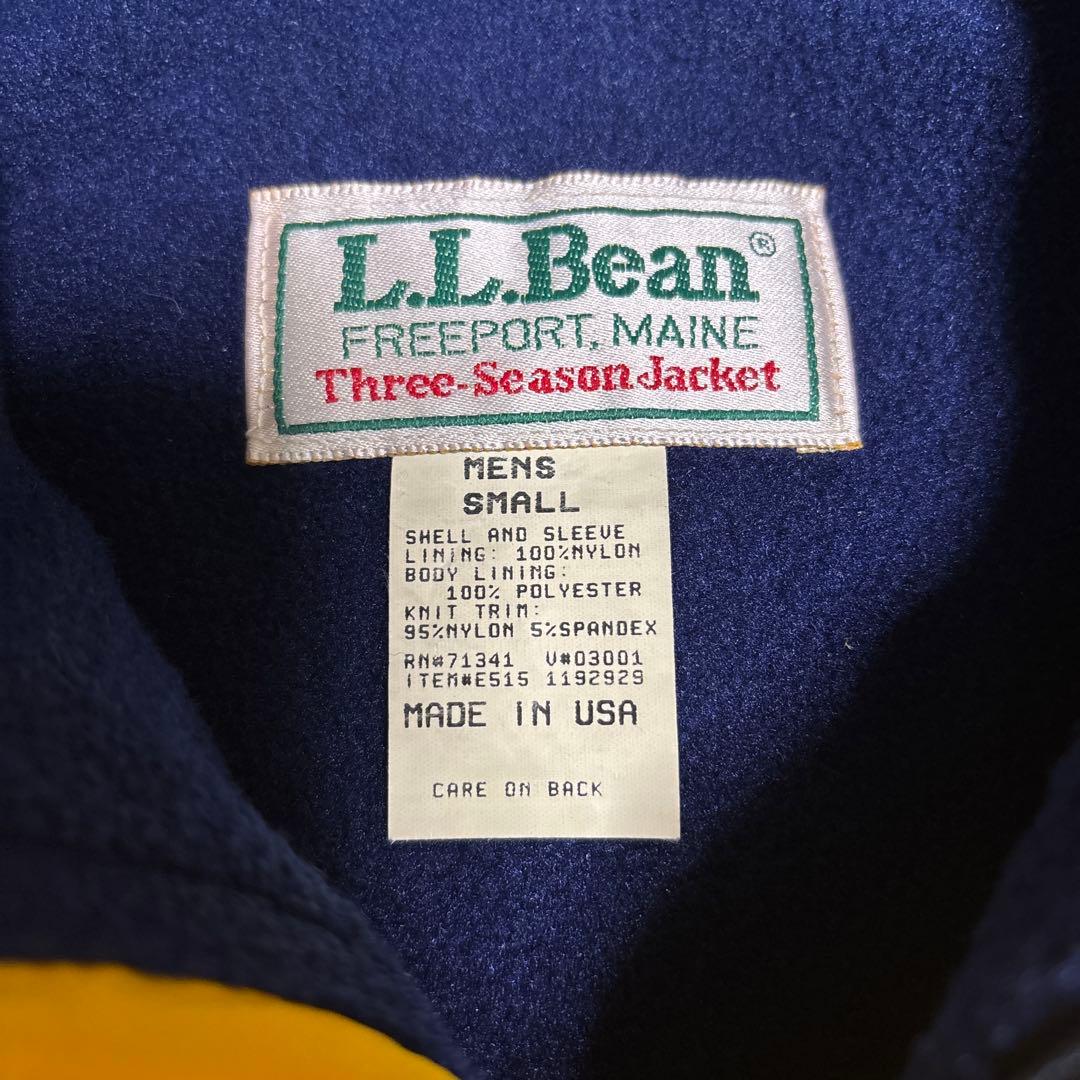 L.L.Bean®
FREEPORT, MAINE
Three-Season Jacket
MENS
SMALL
SHELL AND SLEEVE
LINING: 100%NYLON
BODY LINING:
100% POLYESTER
KNIT TRIM:
95%NYLON 5%SPANDEX
RN#71341 V#03001
ITEM#E515 1192929
MADE IN USA
CARE ON BACK